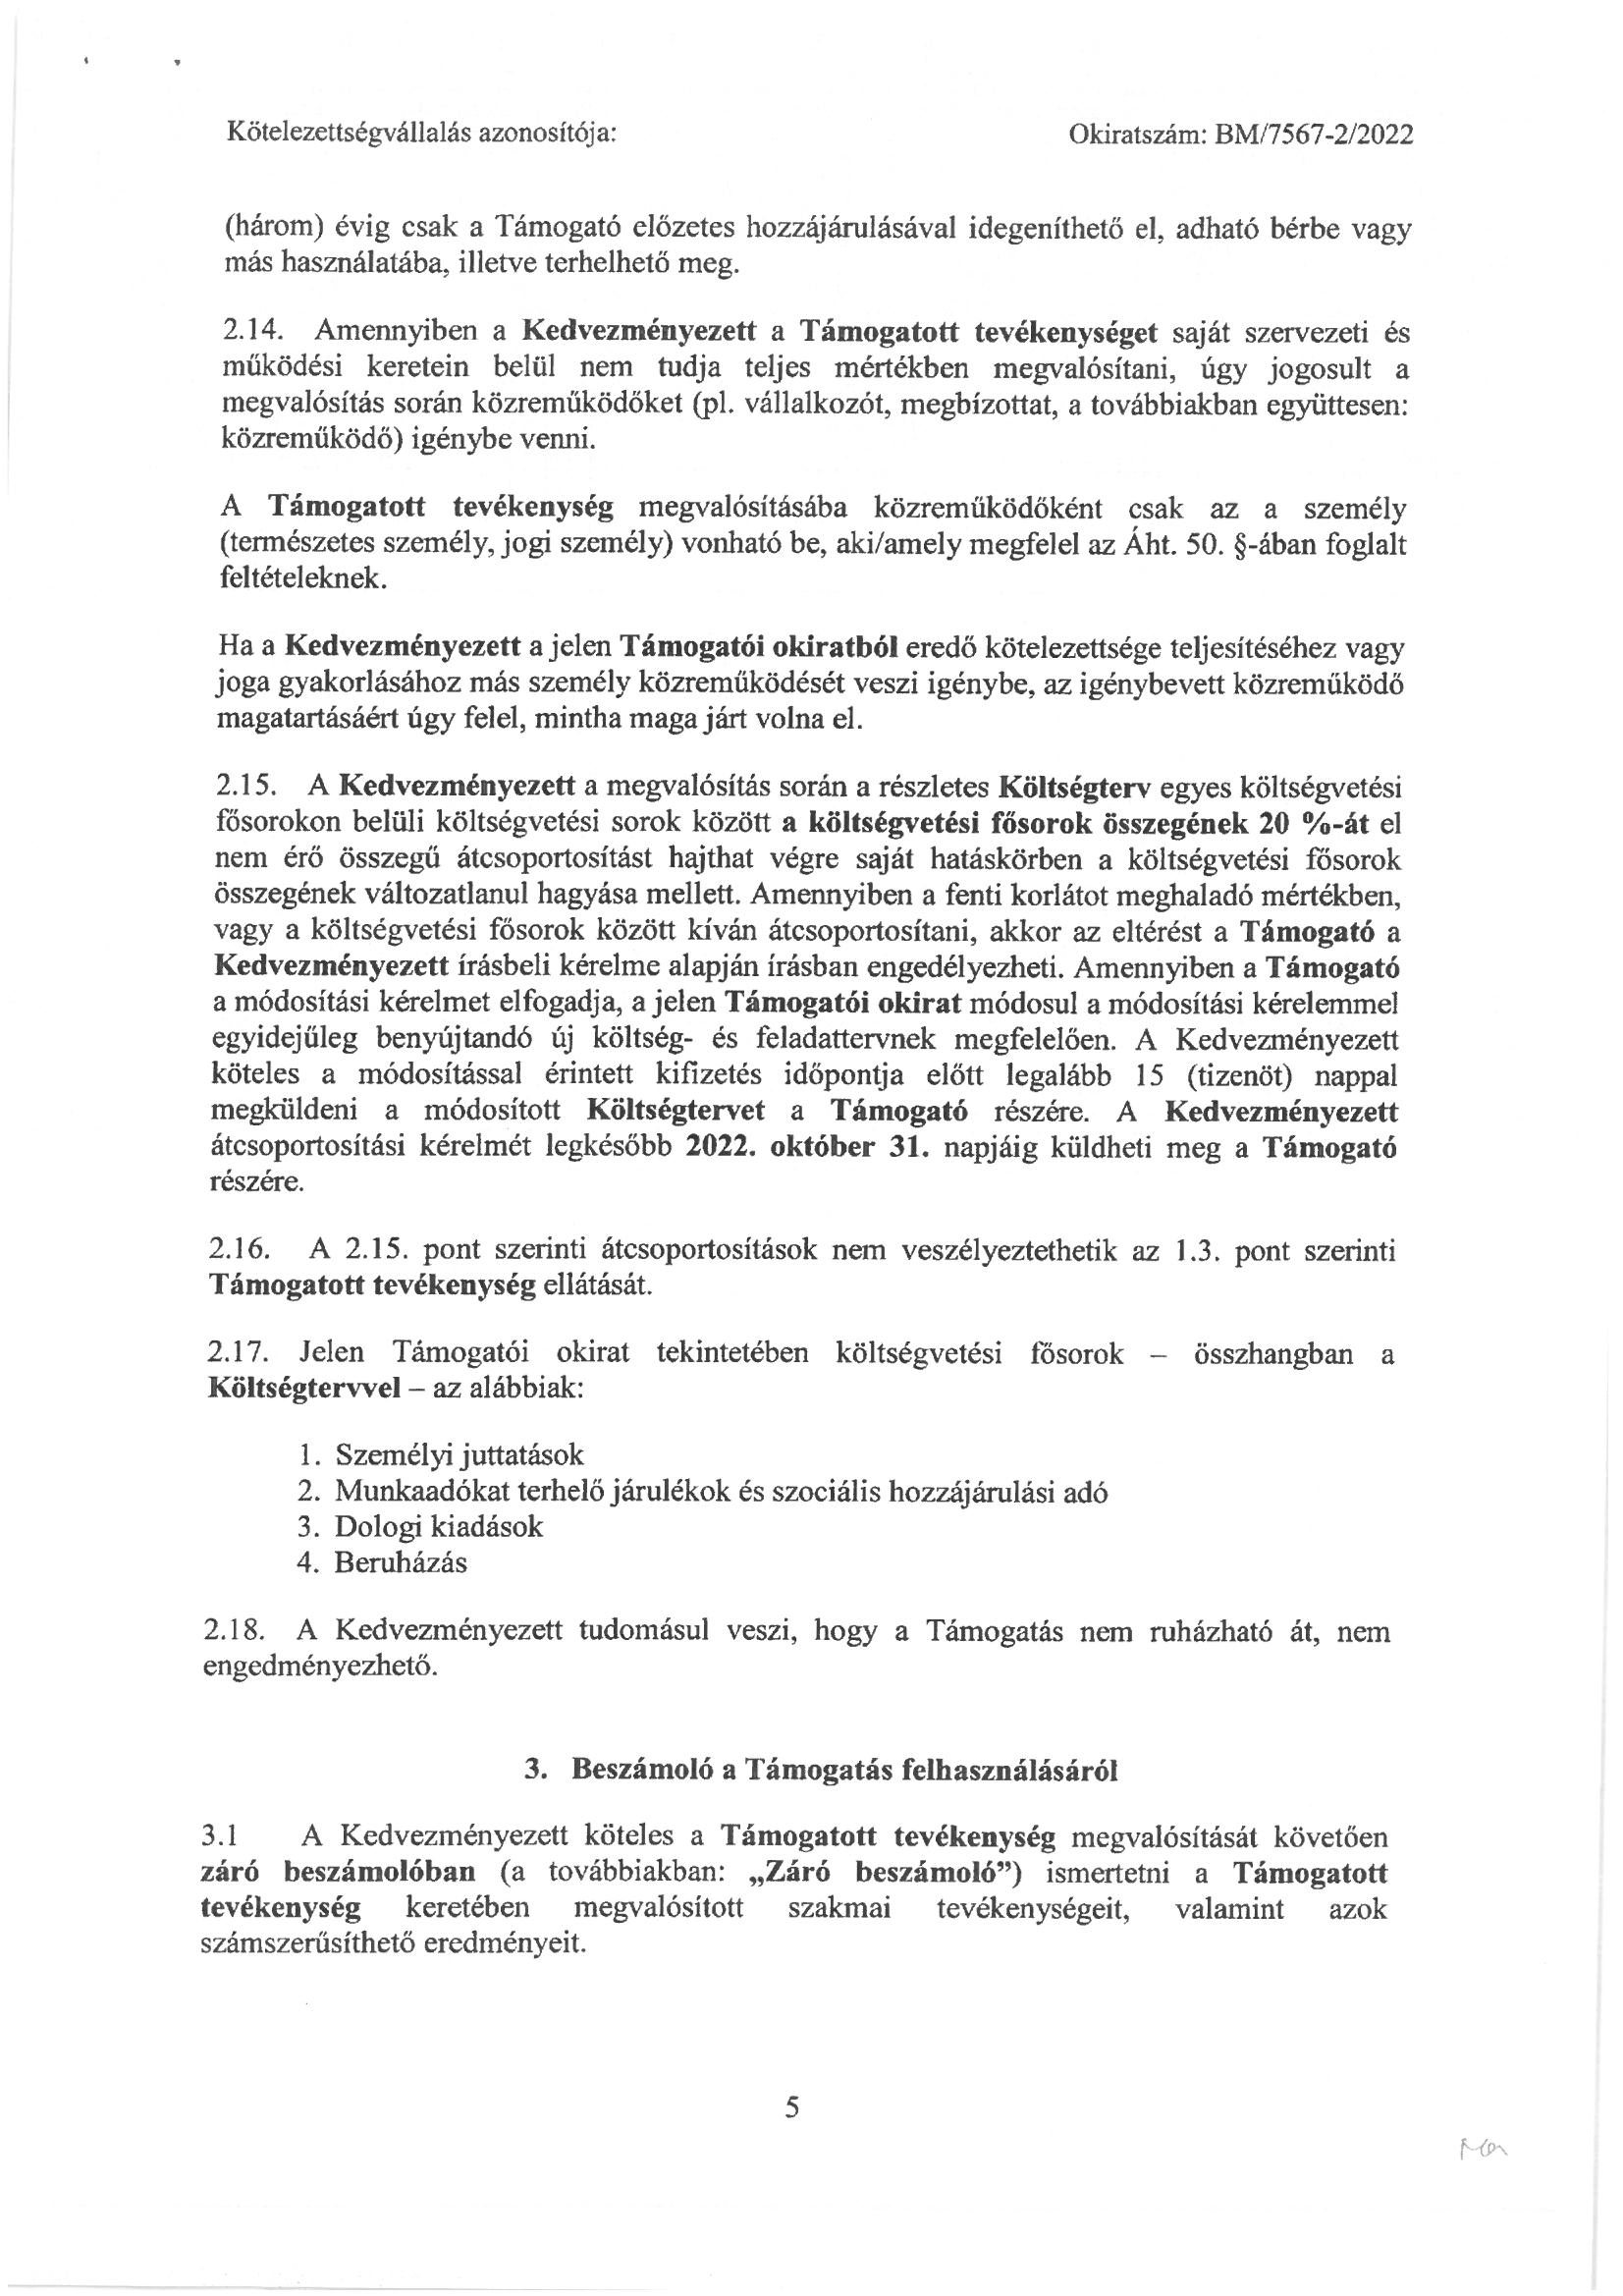 Kötelezettségvállalás azonosítója:
Okiratszám: BM/7567-2/2022
(három) évig csak a Támogató előzetes hozzájárulásával idegeníthető el, adható bérbe vagy
más használatába, illetve terhelhető meg.
2.14. Amennyiben a Kedvezményezett a Támogatott tevékenységet saját szervezeti és
működési keretein belül nem tudja teljes mértékben megvalósítani, úgy jogosult a
megvalósítás során közreműködőket (pl. vállalkozót, megbízottat, a továbbiakban együttesen:
közreműködő) igénybe venni.
A Támogatott tevékenység megvalósításába közreműködőként csak az a személy
(természetes személy, jogi személy) vonható be, aki/amely megfelel az Áht. 50. §-ában foglalt
feltételeknek.
Ha a Kedvezményezett a jelen Támogatói okiratból eredő kötelezettsége teljesítéséhez vagy
joga gyakorlásához más személy közreműködését veszi igénybe, az igénybevett közreműködő
magatartásáért úgy felel, mintha maga járt volna el.
2.15. A Kedvezményezett a megvalósítás során a részletes Költségterv egyes költségvetési
fősorokon belüli költségvetési sorok között a költségvetési fősorok összegének 20 %-át el
nem érő összegű átcsoportosítást hajthat végre saját hatáskörben a költségvetési fősorok
összegének változatlanul hagyása mellett. Amennyiben a fenti korlátot meghaladó mértékben,
vagy a költségvetési fősorok között kíván átcsoportosítani, akkor az eltérést a Támogató a
Kedvezményezett írásbeli kérelme alapján írásban engedélyezheti. Amennyiben a Támogató
a módosítási kérelmet elfogadja, a jelen Támogatói okirat módosul a módosítási kérelemmel
egyidejűleg benyújtandó új költség- és feladattervnek megfelelően. A Kedvezményezett
köteles a módosítással érintett kifizetés időpontja előtt legalább 15 (tizenöt) nappal
megküldeni a módosított Költségtervet a Támogató részére. A Kedvezményezett
átcsoportosítási kérelmét legkésőbb 2022. október 31. napjáig küldheti meg a Támogató
részére.
2.16. A 2.15. pont szerinti átcsoportosítások nem veszélyeztethetik az 1.3. pont szerinti
Támogatott tevékenység ellátását.
2.17. Jelen Támogatói okirat tekintetében költségvetési fősorok – összhangban a
Költségtervvel – az alábbiak:
1. Személyi juttatások
2. Munkaadókat terhelő járulékok és szociális hozzájárulási adó
3. Dologi kiadások
4. Beruházás
2.18. A Kedvezményezett tudomásul veszi, hogy a Támogatás nem ruházható át, nem
engedményezhető.
3. Beszámoló a Támogatás felhasználásáról
3.1 A Kedvezményezett köteles a Támogatott tevékenység megvalósítását követően
záró beszámolóban (a továbbiakban: „Záró beszámoló”) ismertetni a Támogatott
tevékenység keretében megvalósított szakmai tevékenységeit, valamint azok
számszerűsíthető eredményeit.
5